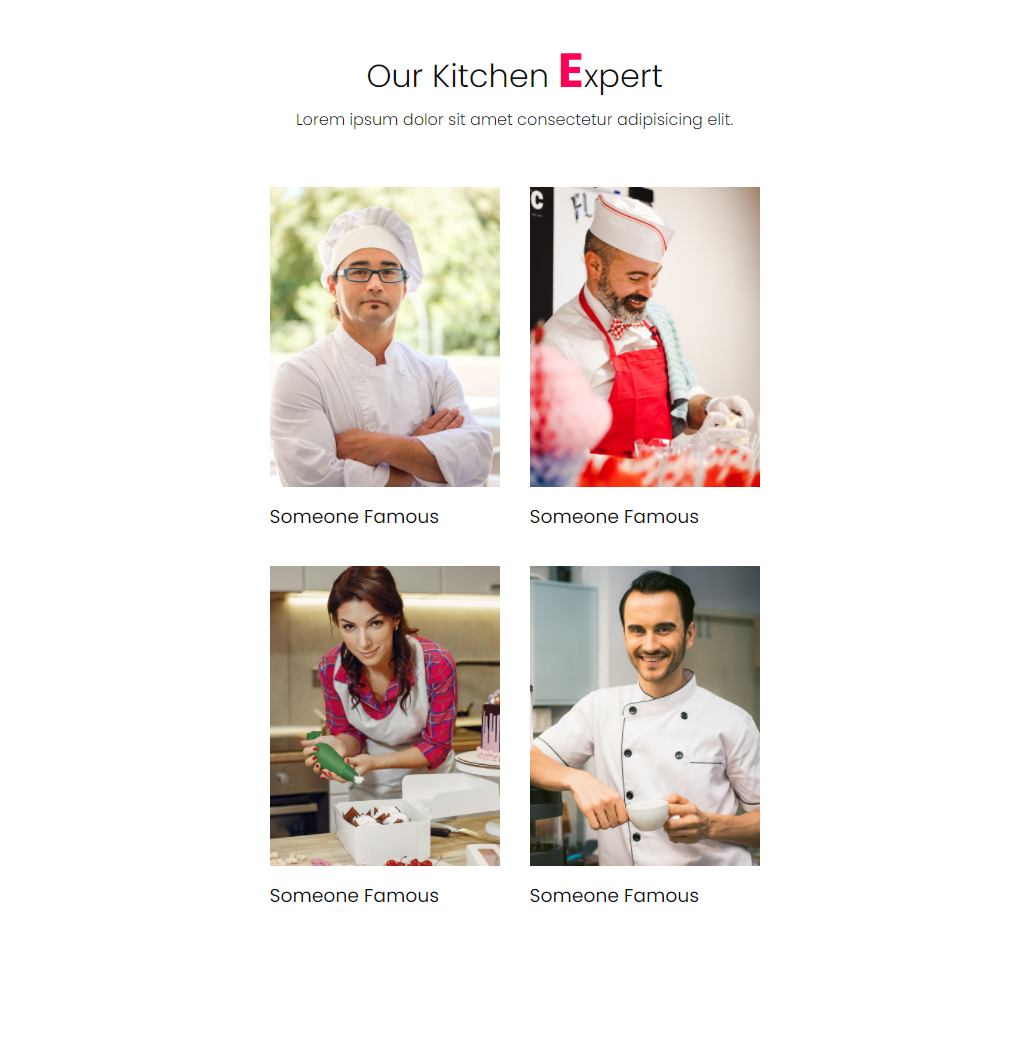 Our Kitchen Expert
Lorem ipsum dolor sit amet consectetur adipisicing elit.
C
FL
Someone Famous
Someone Famous
Someone Famous
Someone Famous